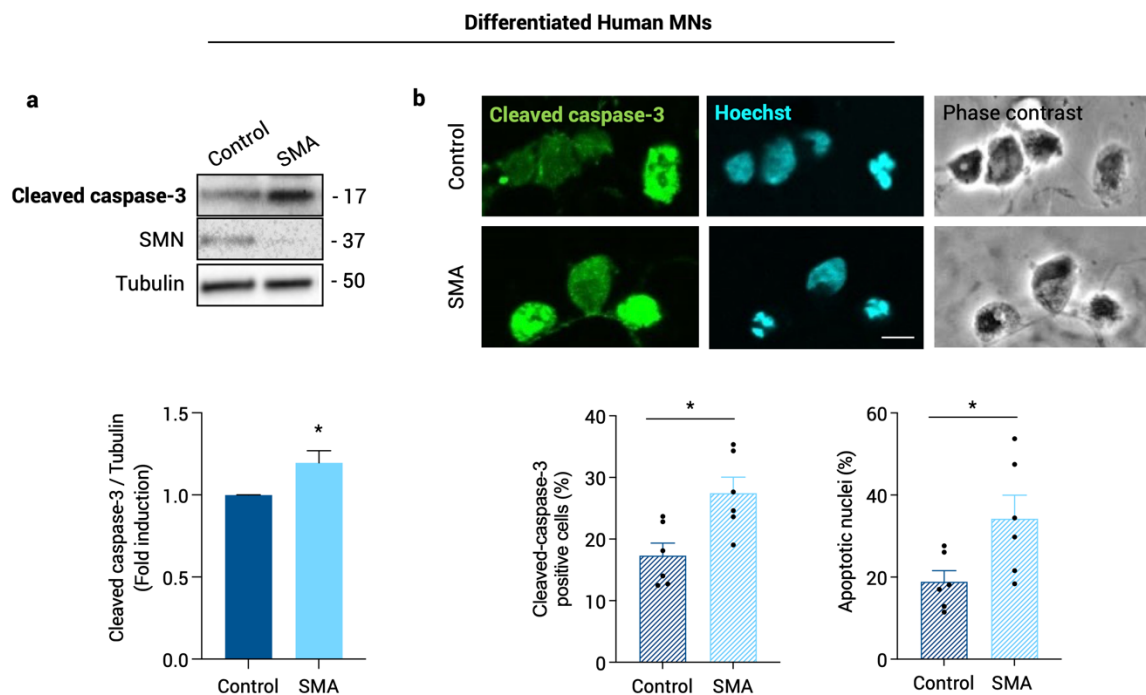 Differentiated Human MNs
a
Control SMA
Cleaved caspase-3 - 17
SMN - 37
Tubulin - 50
1.5
1.0
0.5
0.0
Cleaved caspase-3 / Tubulin
(Fold induction)
*
Control SMA
b
Cleaved caspase-3 Hoechst Phase contrast
Control
SMA
40
30
20
10
0
Cleaved-caspase-3
positive cells (%)
*
Control SMA
60
40
20
0
Apoptotic nuclei (%)
*
Control SMA